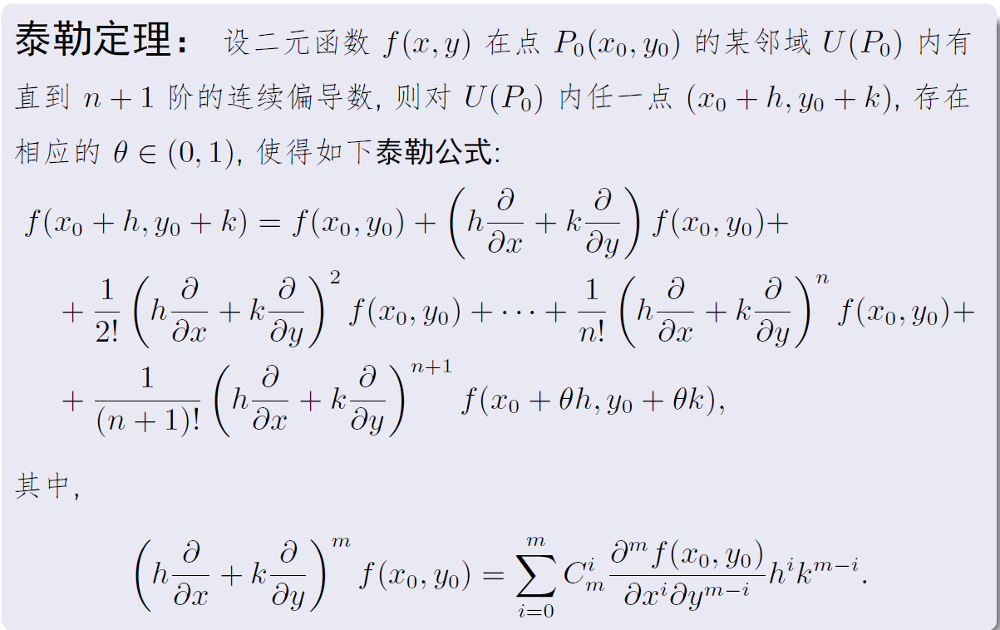 泰勒定理: 设二元函数 $f(x,y)$ 在点 $P_0(x_0,y_0)$ 的某邻域 $U(P_0)$ 内有
直到 $n+1$ 阶的连续偏导数, 则对 $U(P_0)$ 内任一点 $(x_0+h,y_0+k)$, 存在
相应的 $\theta\in(0,1)$, 使得如下泰勒公式:
$f(x_0+h,y_0+k)=f(x_0,y_0)+\left(h\frac{\partial}{\partial x}+k\frac{\partial}{\partial y}\right)f(x_0,y_0)+$
$+\frac{1}{2!}\left(h\frac{\partial}{\partial x}+k\frac{\partial}{\partial y}\right)^2f(x_0,y_0)+\cdots+\frac{1}{n!}\left(h\frac{\partial}{\partial x}+k\frac{\partial}{\partial y}\right)^nf(x_0,y_0)+$
$+\frac{1}{(n+1)!}\left(h\frac{\partial}{\partial x}+k\frac{\partial}{\partial y}\right)^{n+1}f(x_0+\theta h,y_0+\theta k),$
其中,
$\left(h\frac{\partial}{\partial x}+k\frac{\partial}{\partial y}\right)^mf(x_0,y_0)=\sum_{i=0}^{m}C_m^i\frac{\partial^mf(x_0,y_0)}{\partial x^i\partial y^{m-i}}h^ik^{m-i}.$